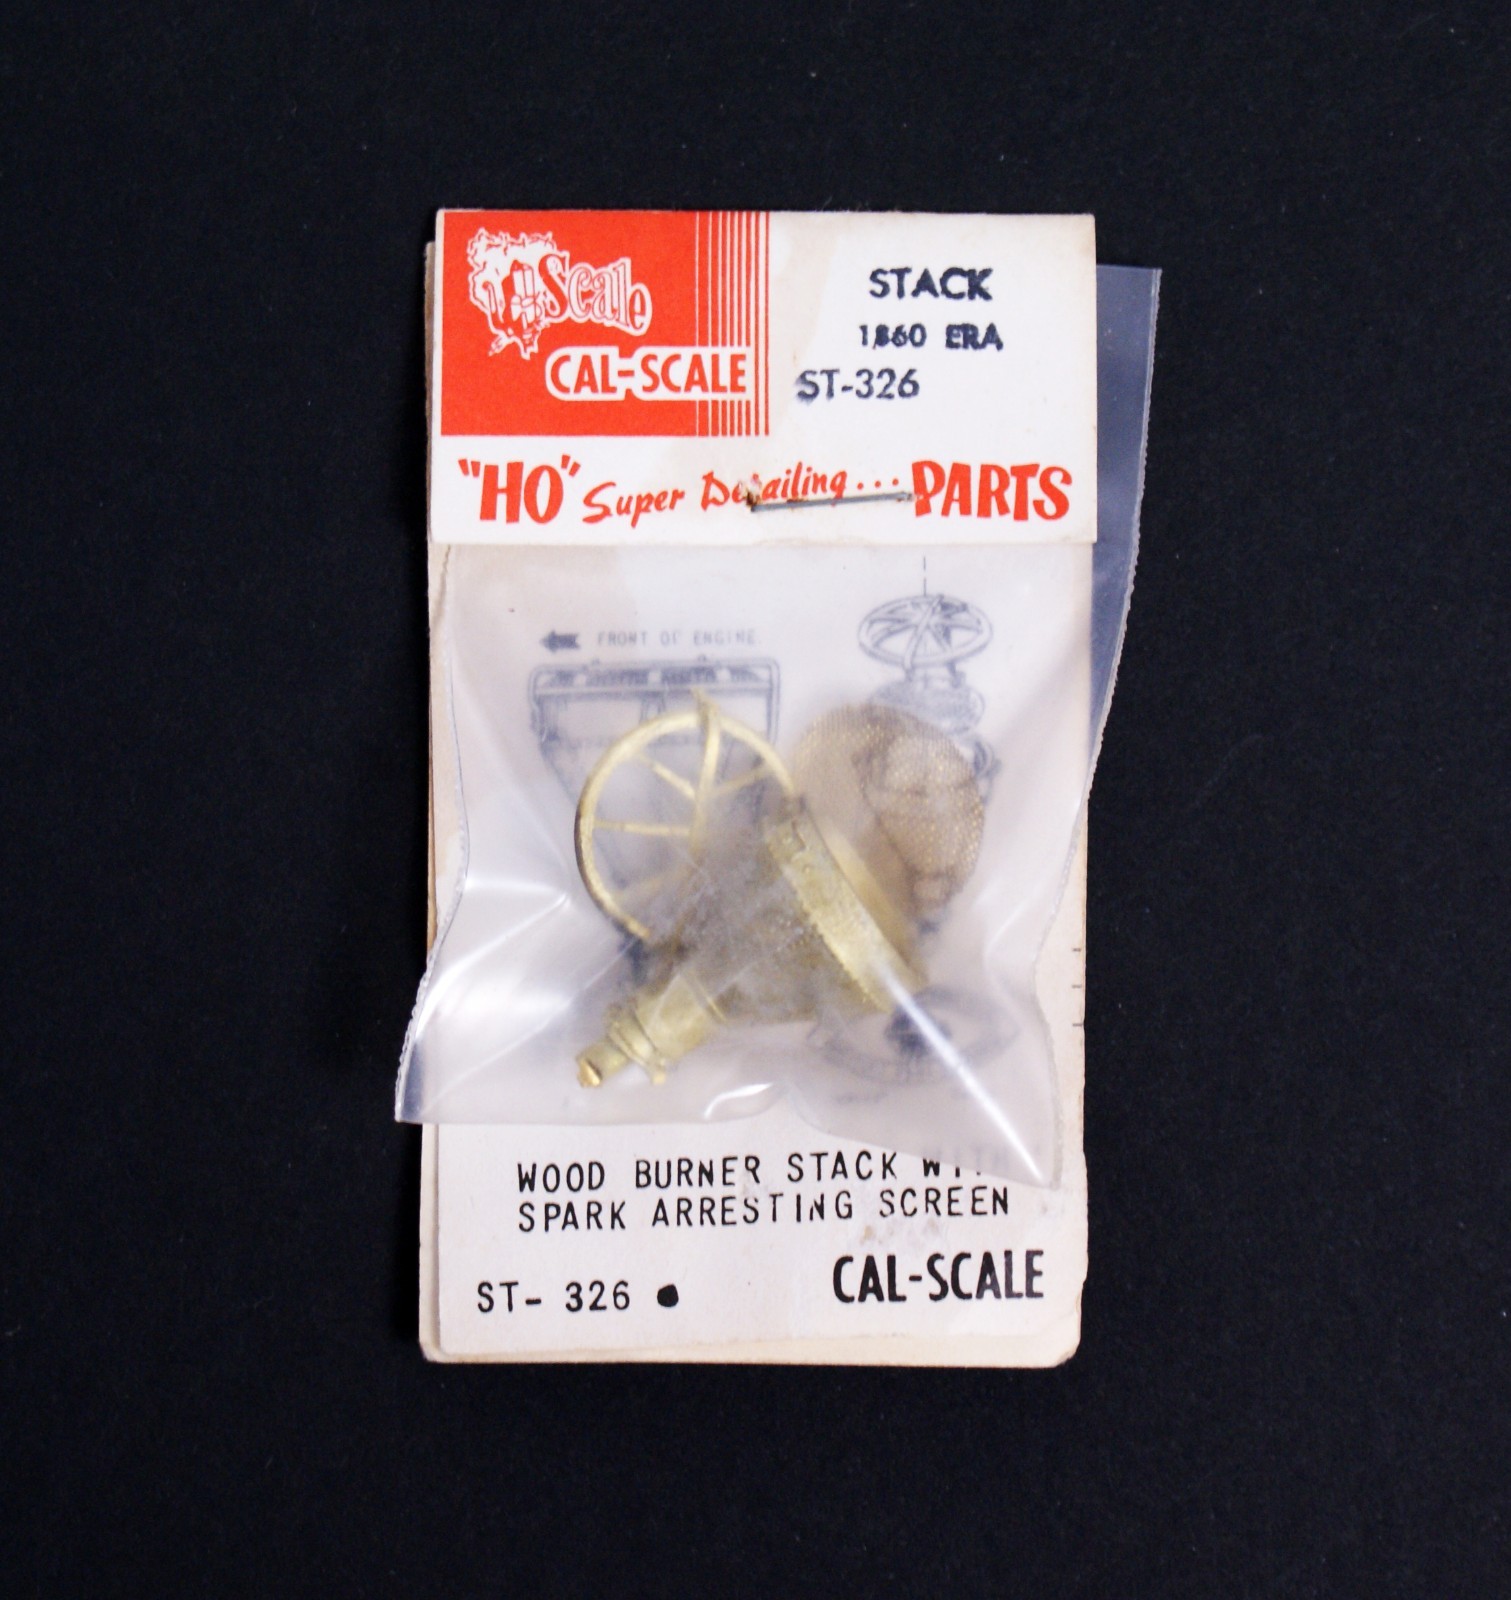 Scale
CAL-SCALE
STACK
1860 ERA
ST-326
"HO" Super Detailing... PARTS
FRONT OF ENGINE
WOOD BURNER STACK WITH
SPARK ARRESTING SCREEN
ST- 326 •
CAL-SCALE